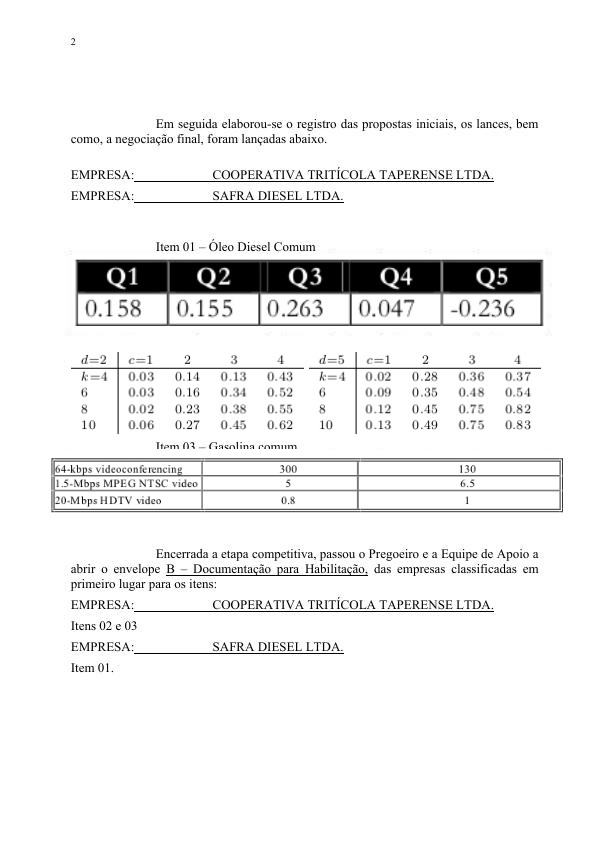 2
Em seguida elaborou-se o registro das propostas iniciais, os lances, bem
como, a negociação final, foram lançadas abaixo.
EMPRESA: COOPERATIVA TRITÍCOLA TAPERENSE LTDA.
EMPRESA: SAFRA DIESEL LTDA.
Item 01 – Óleo Diesel Comum
Q1 Q2 Q3 Q4 Q5
0.158 0.155 0.263 0.047 -0.236
d=2 c=1 2 3 4 d=5 c=1 2 3 4
k=4 0.03 0.14 0.13 0.43 k=4 0.02 0.28 0.36 0.37
6 0.03 0.16 0.34 0.52 6 0.09 0.35 0.48 0.54
8 0.02 0.23 0.38 0.55 8 0.12 0.45 0.75 0.82
10 0.06 0.27 0.45 0.62 10 0.13 0.49 0.75 0.83
Item 03 – Gasolina comum
64-kbps videoconferencing 300 130
1.5-Mbps MPEG NTSC video 5 6.5
20-Mbps HDTV video 0.8 1
Encerrada a etapa competitiva, passou o Pregoeiro e a Equipe de Apoio a
abrir o envelope B – Documentação para Habilitação, das empresas classificadas em
primeiro lugar para os itens:
EMPRESA: COOPERATIVA TRITÍCOLA TAPERENSE LTDA.
Itens 02 e 03
EMPRESA: SAFRA DIESEL LTDA.
Item 01.